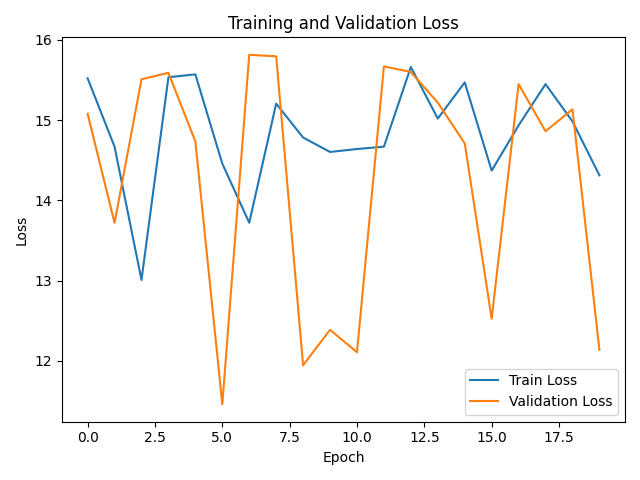 Training and Validation Loss
16
15
14
13
12
Loss
0.0 2.5 5.0 7.5 10.0 12.5 15.0 17.5
Epoch
Train Loss
Validation Loss